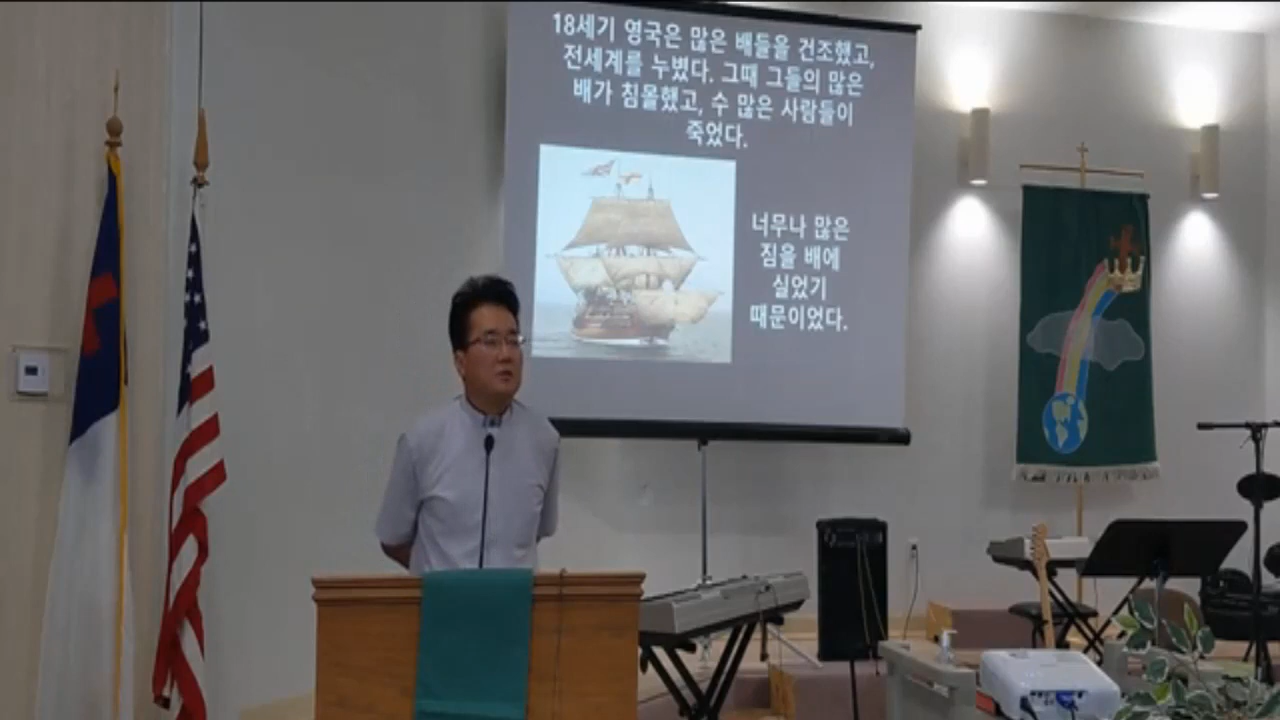 18세기 영국은 많은 배들을 건조했고,
전세계를 누볐다. 그때 그들의 많은
배가 침몰했고, 수 많은 사람들이
죽었다.
너무나 많은
짐을 배에
실었기
때문이었다.